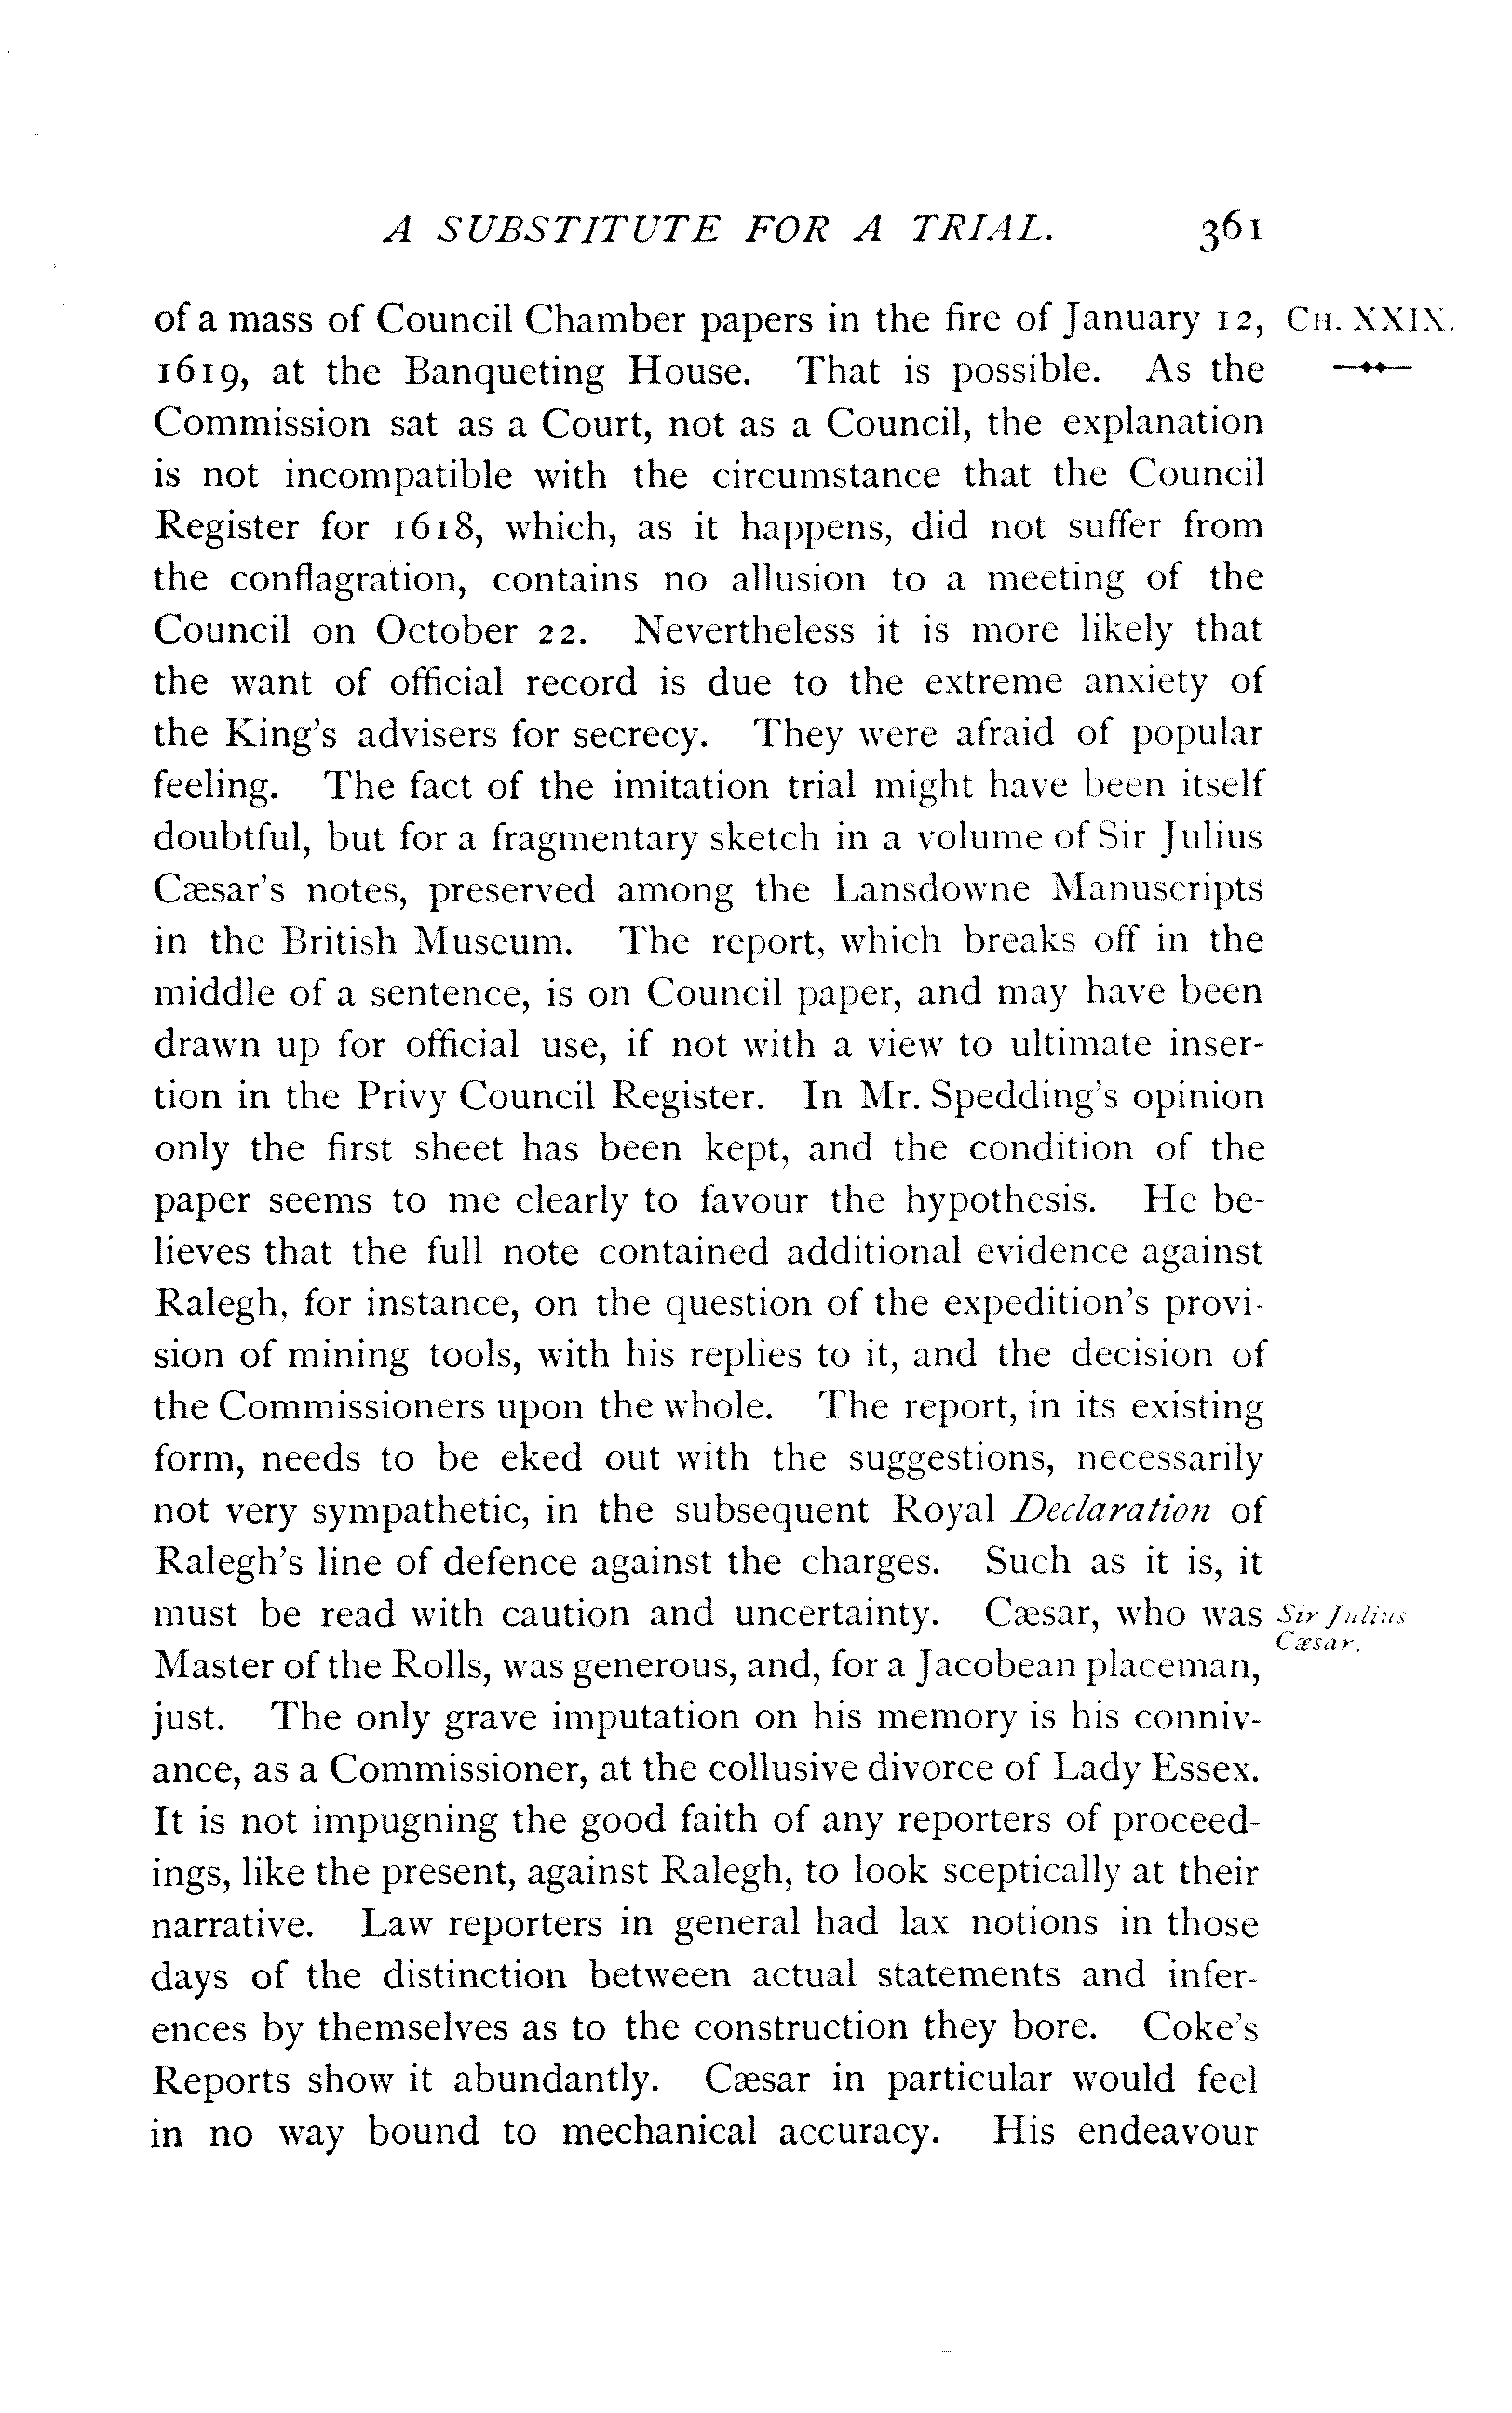 A SUBSTITUTE FOR A TRIAL. 361
of a mass of Council Chamber papers in the fire of January 12, CH. XXIX.
1619, at the Banqueting House. That is possible. As the
Commission sat as a Court, not as a Council, the explanation
is not incompatible with the circumstance that the Council
Register for 1618, which, as it happens, did not suffer from
the conflagration, contains no allusion to a meeting of the
Council on October 22. Nevertheless it is more likely that
the want of official record is due to the extreme anxiety of
the King's advisers for secrecy. They were afraid of popular
feeling. The fact of the imitation trial might have been itself
doubtful, but for a fragmentary sketch in a volume of Sir Julius
Cæsar's notes, preserved among the Lansdowne Manuscripts
in the British Museum. The report, which breaks off in the
middle of a sentence, is on Council paper, and may have been
drawn up for official use, if not with a view to ultimate inser-
tion in the Privy Council Register. In Mr. Spedding's opinion
only the first sheet has been kept, and the condition of the
paper seems to me clearly to favour the hypothesis. He be-
lieves that the full note contained additional evidence against
Ralegh, for instance, on the question of the expedition's provi-
sion of mining tools, with his replies to it, and the decision of
the Commissioners upon the whole. The report, in its existing
form, needs to be eked out with the suggestions, necessarily
not very sympathetic, in the subsequent Royal Declaration of
Ralegh's line of defence against the charges. Such as it is, it
must be read with caution and uncertainty. Cæsar, who was
Sir Julius
Cæsar.
Master of the Rolls, was generous, and, for a Jacobean placeman,
just. The only grave imputation on his memory is his conniv-
ance, as a Commissioner, at the collusive divorce of Lady Essex.
It is not impugning the good faith of any reporters of proceed-
ings, like the present, against Ralegh, to look sceptically at their
narrative. Law reporters in general had lax notions in those
days of the distinction between actual statements and infer-
ences by themselves as to the construction they bore. Coke's
Reports show it abundantly. Cæsar in particular would feel
in no way bound to mechanical accuracy. His endeavour